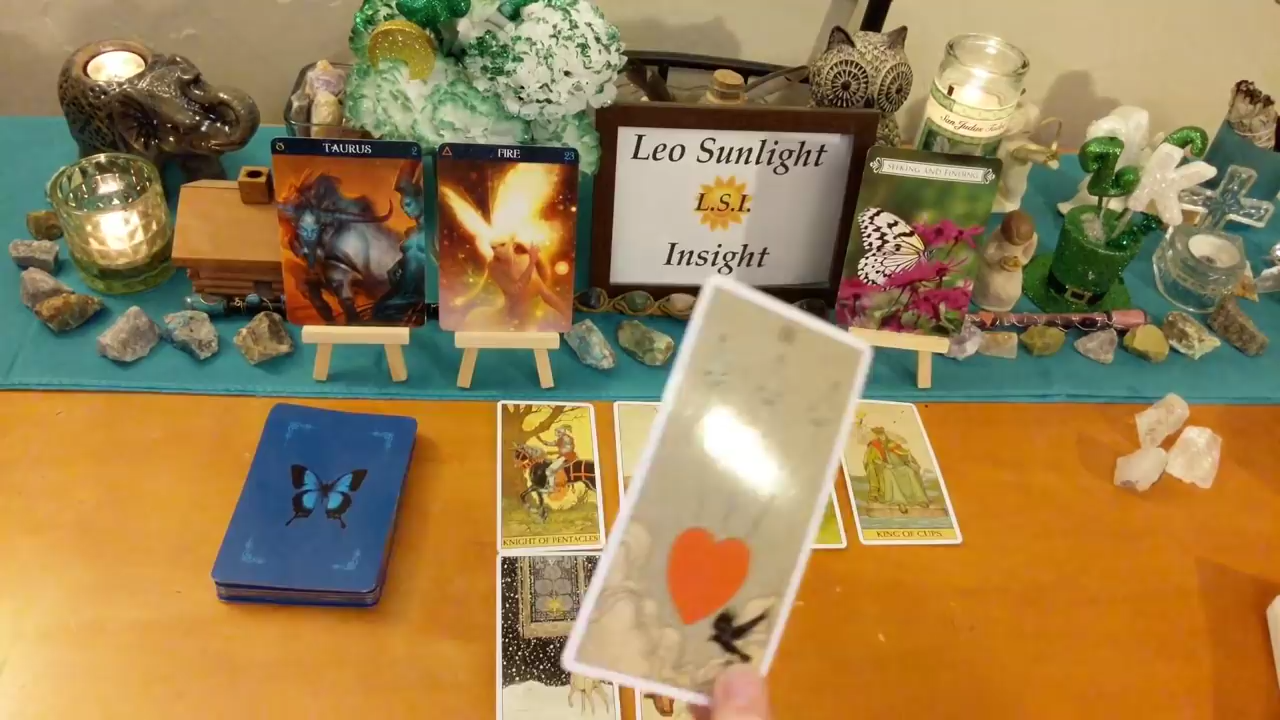 TAURUS
2
FIRE
23
Leo Sunlight
L.S.I.
Insight
SEEKING AND FINDING
KNIGHT OF PENTACLES
KING OF CUPS